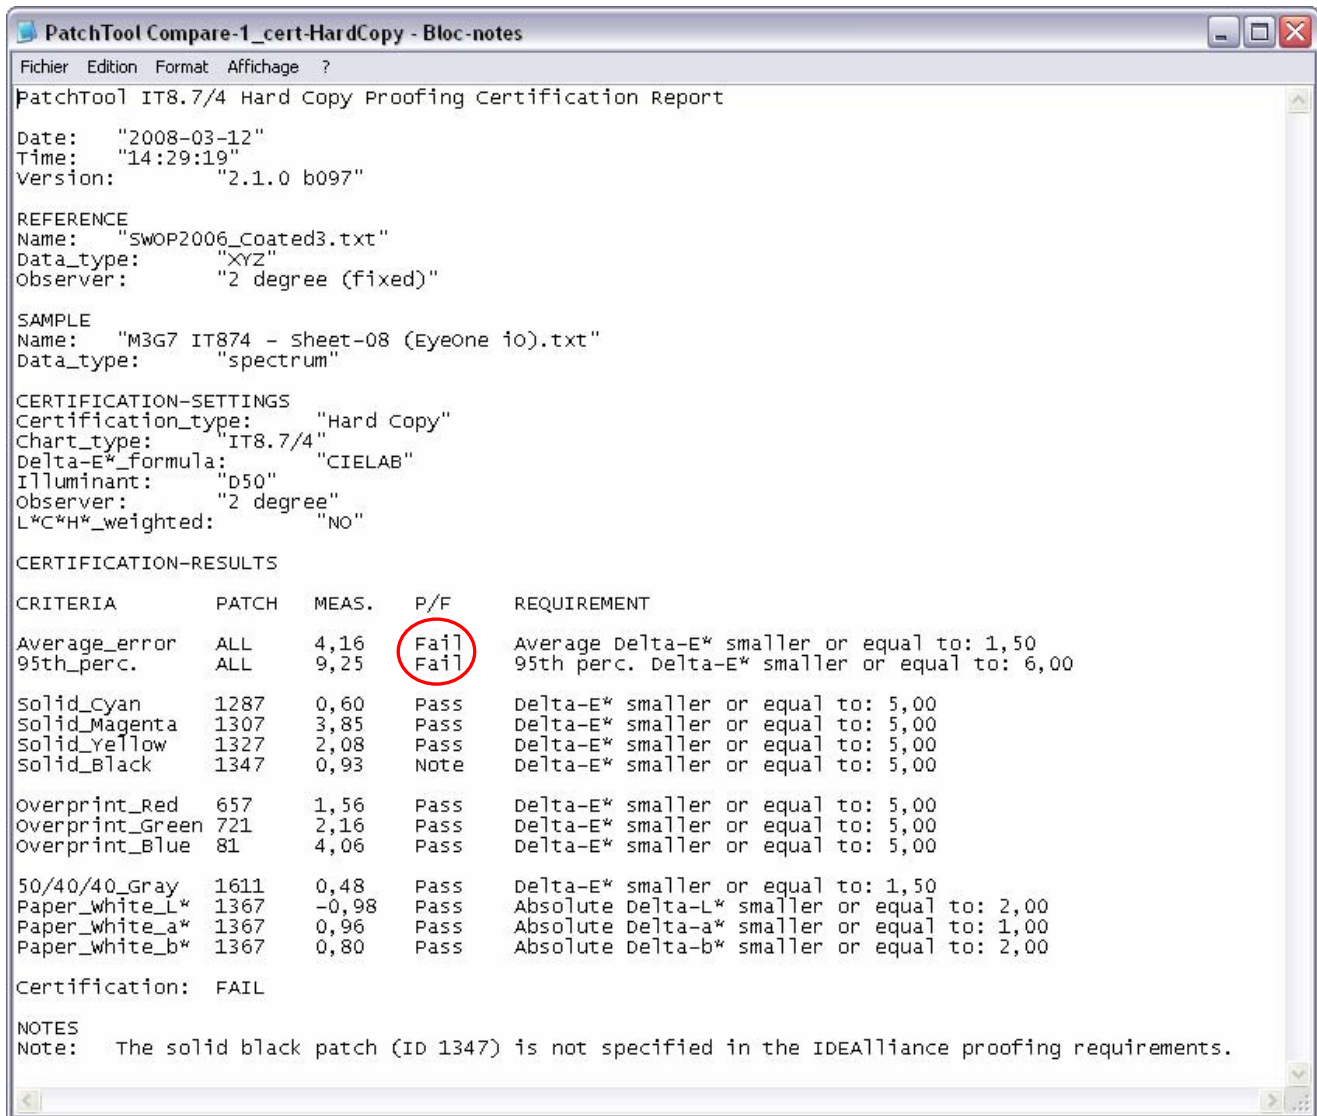 PatchTool Compare-1_cert-HardCopy - Bloc-notes
Fichier Edition Format Affichage ?
PatchTool IT8.7/4 Hard Copy Proofing Certification Report
Date: "2008-03-12"
Time: "14:29:19"
Version: "2.1.0 b097"
REFERENCE
Name: "SWOP2006_Coated3.txt"
Data_type: "XYZ"
Observer: "2 degree (fixed)"
SAMPLE
Name: "M3G7 IT874 - Sheet-08 (EyeOne iO).txt"
Data_type: "spectrum"
CERTIFICATION-SETTINGS
Certification_type: "Hard Copy"
Chart_type: "IT8.7/4"
Delta-E*_formula: "CIELAB"
Illuminant: "D50"
Observer: "2 degree"
L*C*H*_weighted: "NO"
CERTIFICATION-RESULTS
CRITERIA PATCH MEAS. P/F REQUIREMENT
Average_error ALL 4,16 Fail Average Delta-E* smaller or equal to: 1,50
95th_perc. ALL 9,25 Fail 95th perc. Delta-E* smaller or equal to: 6,00
Solid_Cyan 1287 0,60 Pass Delta-E* smaller or equal to: 5,00
Solid_Magenta 1307 3,85 Pass Delta-E* smaller or equal to: 5,00
Solid_Yellow 1327 2,08 Pass Delta-E* smaller or equal to: 5,00
Solid_Black 1347 0,93 Note Delta-E* smaller or equal to: 5,00
Overprint_Red 657 1,56 Pass Delta-E* smaller or equal to: 5,00
Overprint_Green 721 2,16 Pass Delta-E* smaller or equal to: 5,00
Overprint_Blue 81 4,06 Pass Delta-E* smaller or equal to: 5,00
50/40/40_Gray 1611 0,48 Pass Delta-E* smaller or equal to: 1,50
Paper_White_L* 1367 -0,98 Pass Absolute Delta-L* smaller or equal to: 2,00
Paper_White_a* 1367 0,96 Pass Absolute Delta-a* smaller or equal to: 1,00
Paper_White_b* 1367 0,80 Pass Absolute Delta-b* smaller or equal to: 2,00
Certification: FAIL
NOTES
Note: The solid black patch (ID 1347) is not specified in the IDEAlliance proofing requirements.